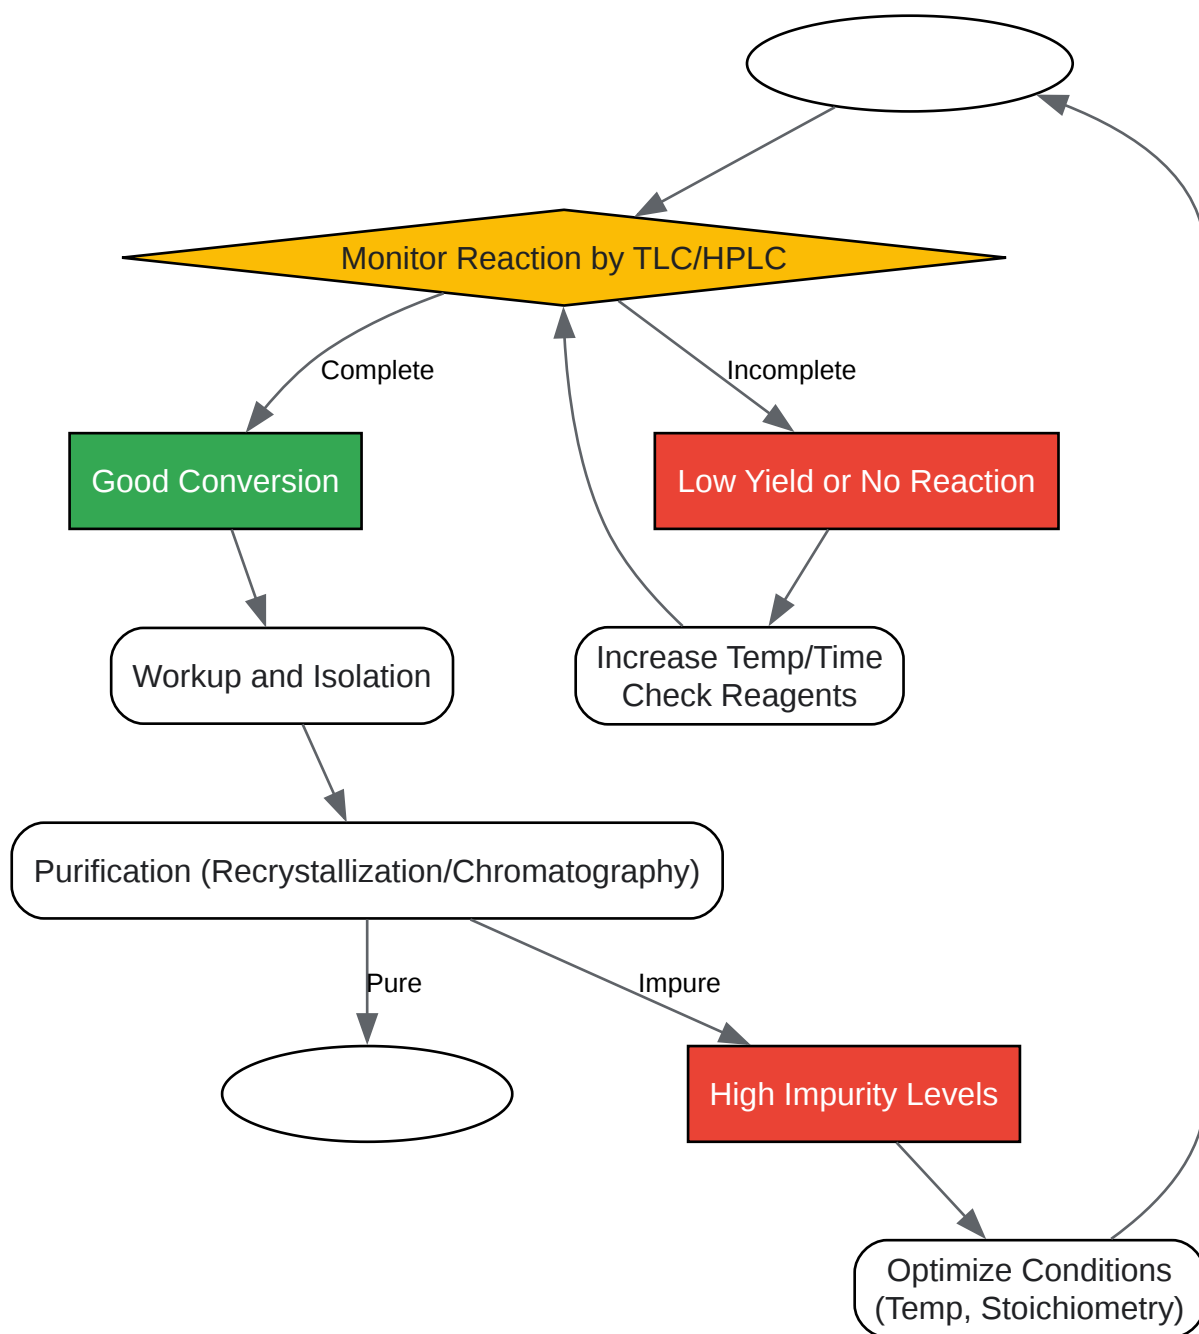 Monitor Reaction by TLC/HPLC
Complete
Incomplete
Good Conversion
Low Yield or No Reaction
Workup and Isolation
Increase Temp/Time
Check Reagents
Purification (Recrystallization/Chromatography)
Pure
Impure
High Impurity Levels
Optimize Conditions
(Temp, Stoichiometry)